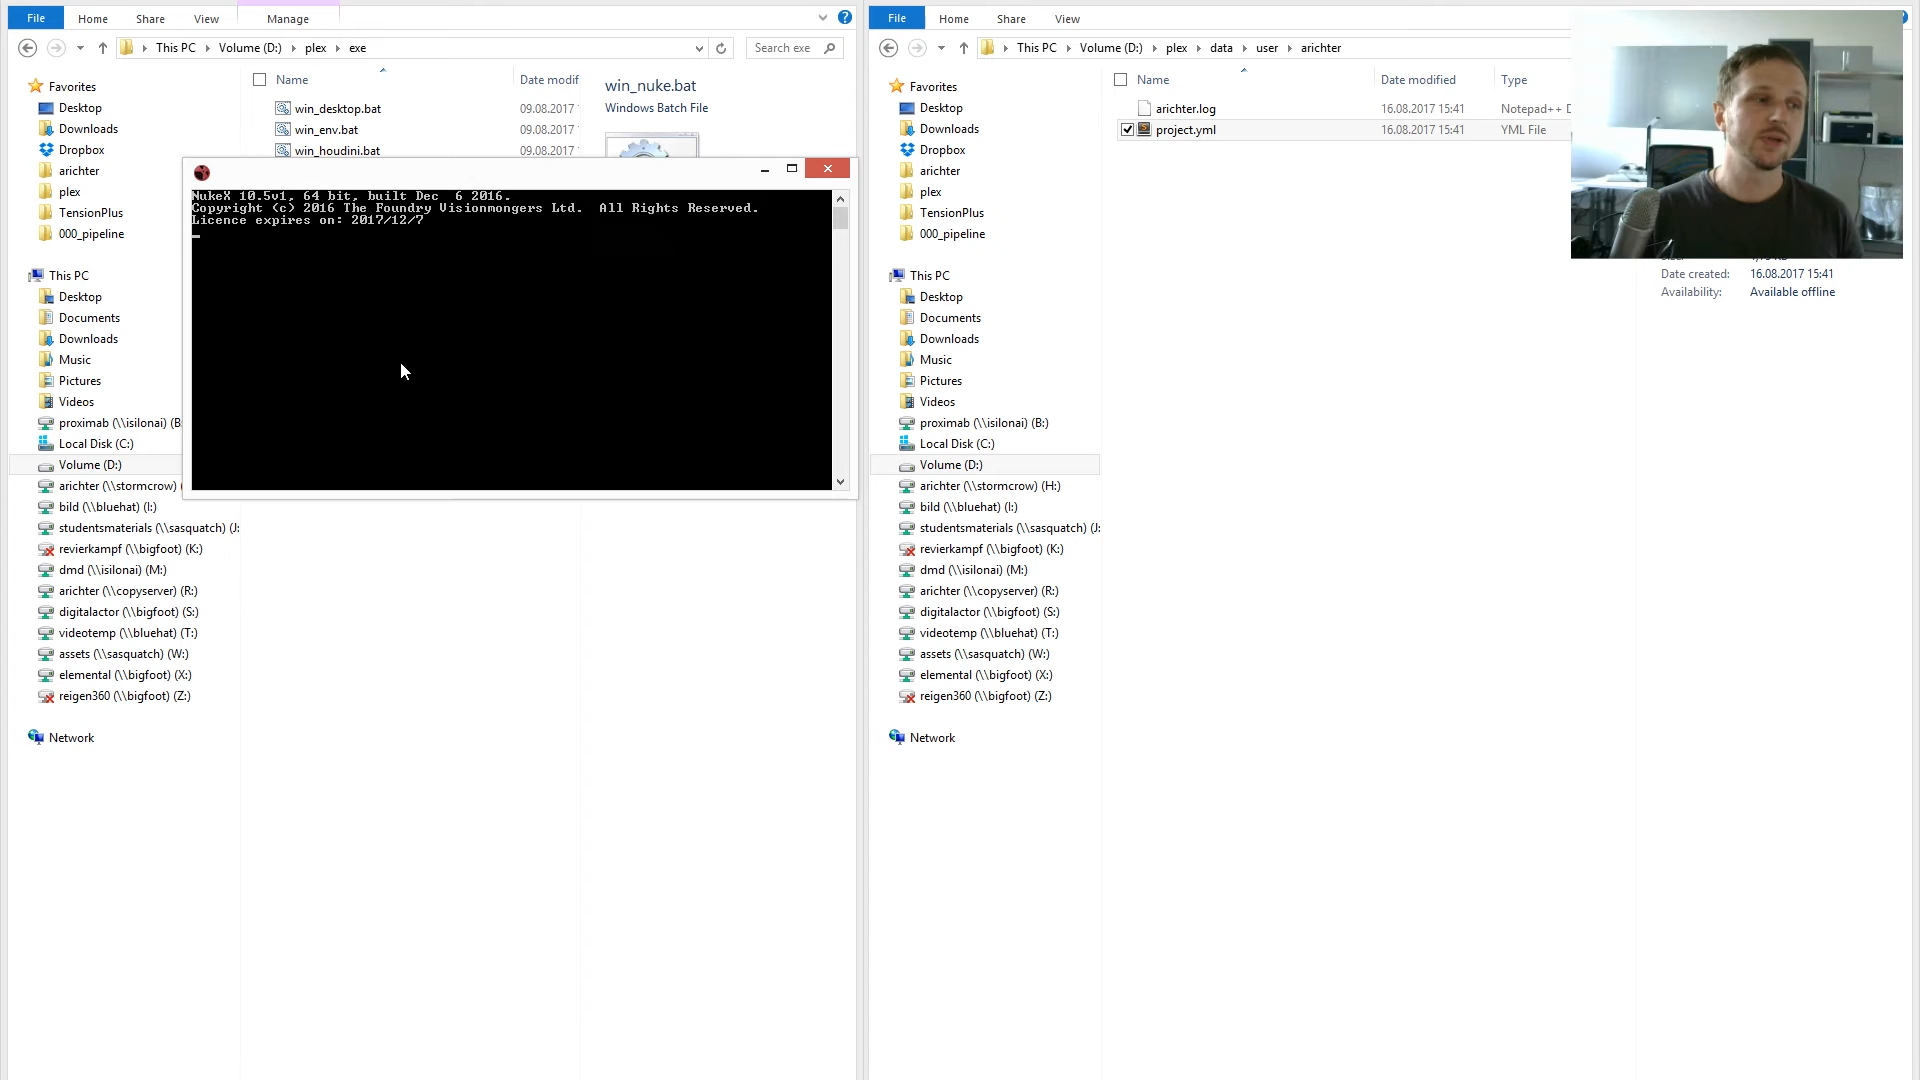 File
Home
Share
View
Manage
This PC
Volume (D:)
plex
exe
Search exe
Favorites
Desktop
Downloads
Dropbox
arichter
plex
TensionPlus
000_pipeline
This PC
Desktop
Documents
Downloads
Music
Pictures
Videos
proximab (\\isilonai) (B:
Local Disk (C:)
Volume (D:)
arichter (\\stormcrow)
bild (\\bluehat) (I:)
studentsmaterials (\\sasquatch) (J:
revierkampf (\\bigfoot) (K:)
dmd (\\isilonai) (M:)
arichter (\\copyserver) (R:)
digitalactor (\\bigfoot) (S:)
videotemp (\\bluehat) (T:)
assets (\\sasquatch) (W:)
elemental (\\bigfoot) (X:)
reigen360 (\\bigfoot) (Z:)
Network
Name
Date modif
win_desktop.bat
09.08.2017
win_env.bat
09.08.2017
win_houdini.bat
09.08.2017
win_nuke.bat
Windows Batch File
NukeX 10.5v1, 64 bit, built Dec  6 2016.
Copyright (c) 2016 The Foundry Visionmongers Ltd.  All Rights Reserved.
Licence expires on: 2017/12/7
File
Home
Share
View
This PC
Volume (D:)
plex
data
user
arichter
Favorites
Desktop
Downloads
Dropbox
arichter
plex
TensionPlus
000_pipeline
This PC
Desktop
Documents
Downloads
Music
Pictures
Videos
proximab (\\isilonai) (B:)
Local Disk (C:)
Volume (D:)
arichter (\\stormcrow) (H:)
bild (\\bluehat) (I:)
studentsmaterials (\\sasquatch) (J:
revierkampf (\\bigfoot) (K:)
dmd (\\isilonai) (M:)
arichter (\\copyserver) (R:)
digitalactor (\\bigfoot) (S:)
videotemp (\\bluehat) (T:)
assets (\\sasquatch) (W:)
elemental (\\bigfoot) (X:)
reigen360 (\\bigfoot) (Z:)
Network
Name
Date modified
Type
arichter.log
16.08.2017 15:41
Notepad++ D
project.yml
16.08.2017 15:41
YML File
Date created:
16.08.2017 15:41
Availability:
Available offline